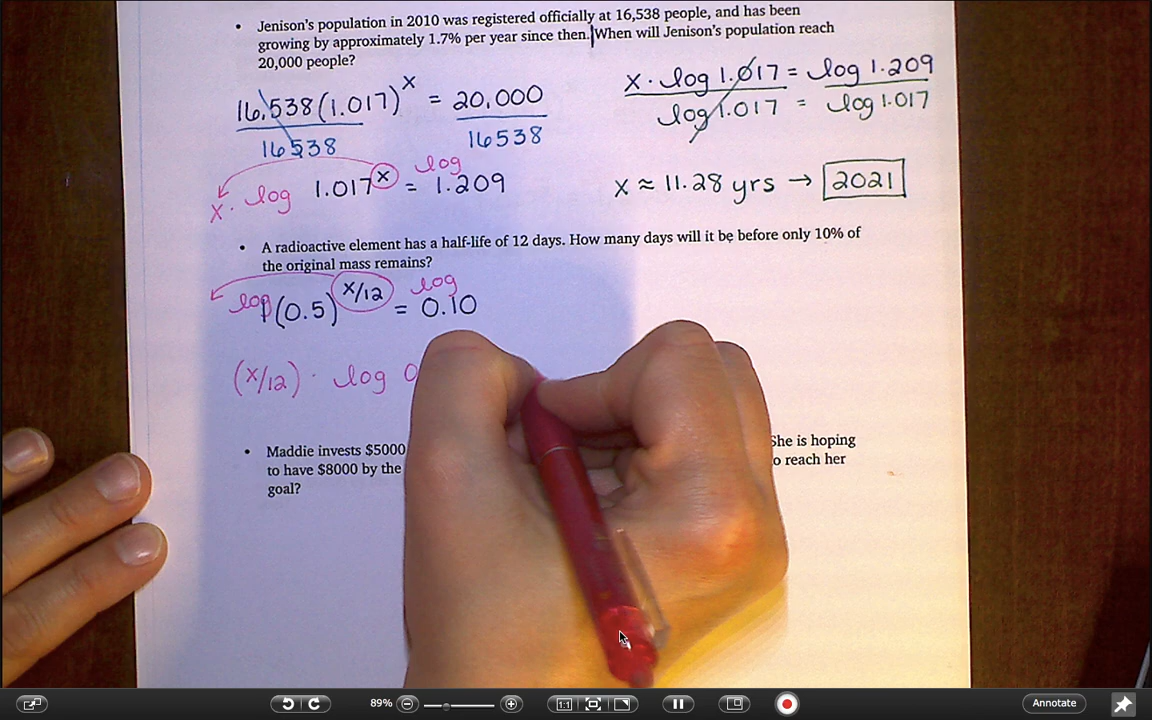 • Jenison's population in 2010 was registered officially at 16,538 people, and has been
growing by approximately 1.7% per year since then. When will Jenison's population reach
20,000 people?
16,538(1.017)^x = 20,000
16538 16538
x · log 1.017 = log 1.209
log 1.017 = log 1.017
x · log 1.017^x = log 1.209
x ≈ 11.28 yrs → 2021
• A radioactive element has a half-life of 12 days. How many days will it be before only 10% of
the original mass remains?
log (0.5)^x/12 = log 0.10
(x/12) · log 0
• Maddie invests $5000 She is hoping
to have $8000 by the o reach her
goal?
89%
1:1
Annotate